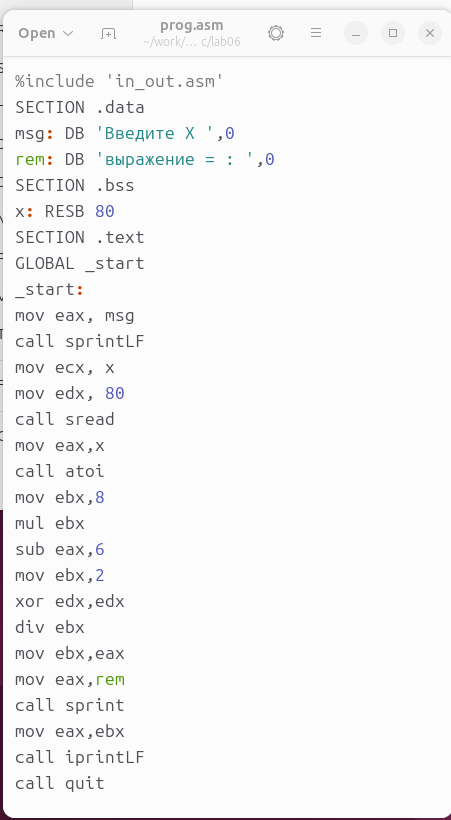 Open
prog.asm
~/work/... c/lab06
%include 'in_out.asm'
SECTION .data
msg: DB 'Введите X ',0
rem: DB 'выражение = : ',0
SECTION .bss
x: RESB 80
SECTION .text
GLOBAL _start
_start:
mov eax, msg
call sprintLF
mov ecx, x
mov edx, 80
call sread
mov eax,x
call atoi
mov ebx,8
mul ebx
sub eax,6
mov ebx,2
xor edx,edx
div ebx
mov ebx,eax
mov eax,rem
call sprint
mov eax,ebx
call iprintLF
call quit